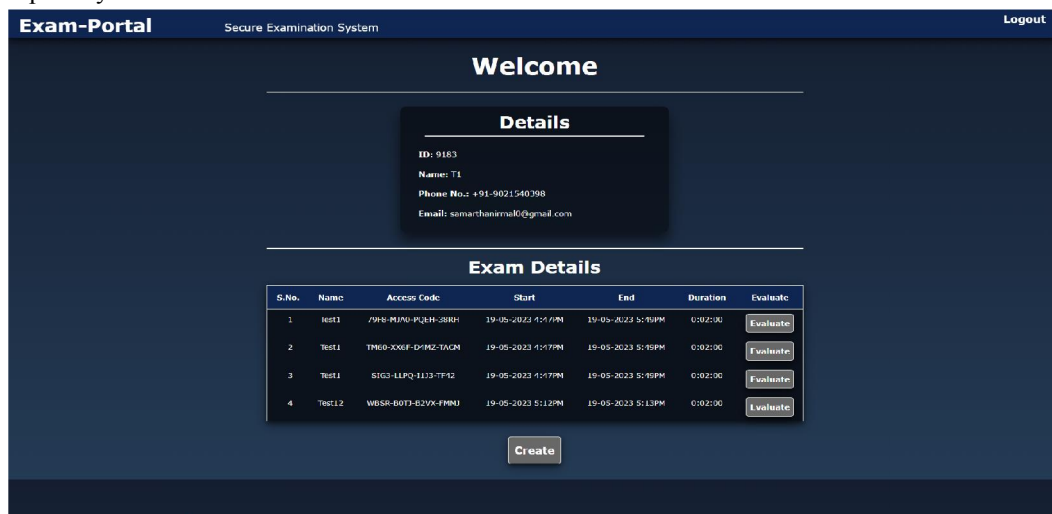 Exam-Portal Secure Examination System Logout
Welcome
Details
ID: 9183
Name: T1
Phone No.: +91-9021540398
Email: samarthanirmal0@gmail.com
Exam Details
S.No. Name Access Code Start End Duration Evaluate
1 Test1 19-05-2023 4:47PM 19-05-2023 5:49PM 0:02:00 Evaluate
2 Test1 TM60-XX6F-D4MZ-TACM 19-05-2023 4:47PM 19-05-2023 5:49PM 0:02:00 Evaluate
3 Test1 19-05-2023 4:47PM 19-05-2023 5:49PM 0:02:00 Evaluate
4 Test12 WBSR-B0TJ-B2VX-FMMJ 19-05-2023 5:12PM 19-05-2023 5:13PM 0:02:00 Evaluate
Create